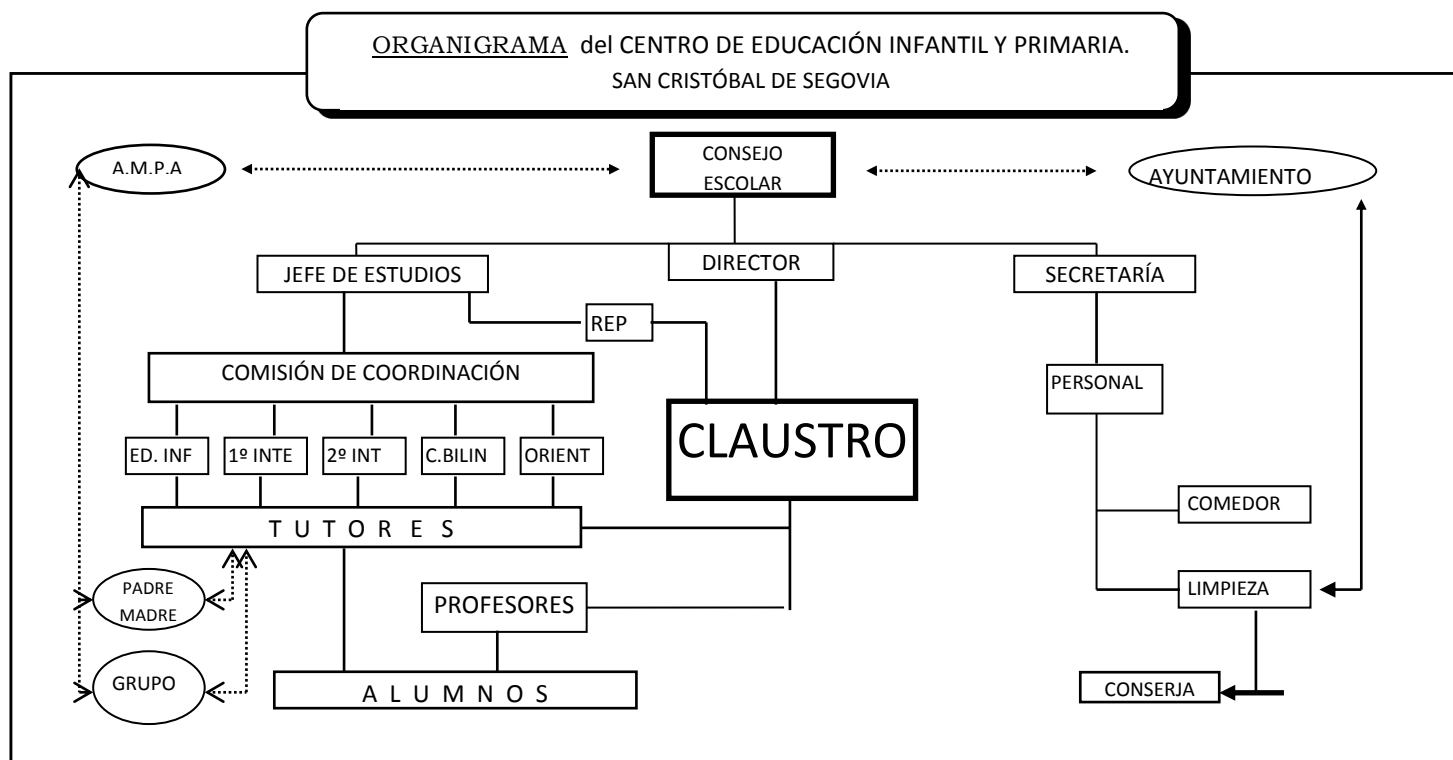 ORGANIGRAMA del CENTRO DE EDUCACIÓN INFANTIL Y PRIMARIA.
SAN CRISTÓBAL DE SEGOVIA
A.M.P.A
CONSEJO
ESCOLAR
AYUNTAMIENTO
JEFE DE ESTUDIOS
DIRECTOR
SECRETARÍA
REP
COMISIÓN DE COORDINACIÓN
PERSONAL
CLAUSTRO
ED. INF
1º INTE
2º INT
C.BILIN
ORIENT
COMEDOR
T U T O R E S
PADRE
MADRE
PROFESORES
LIMPIEZA
GRUPO
A L U M N O S
CONSERJA